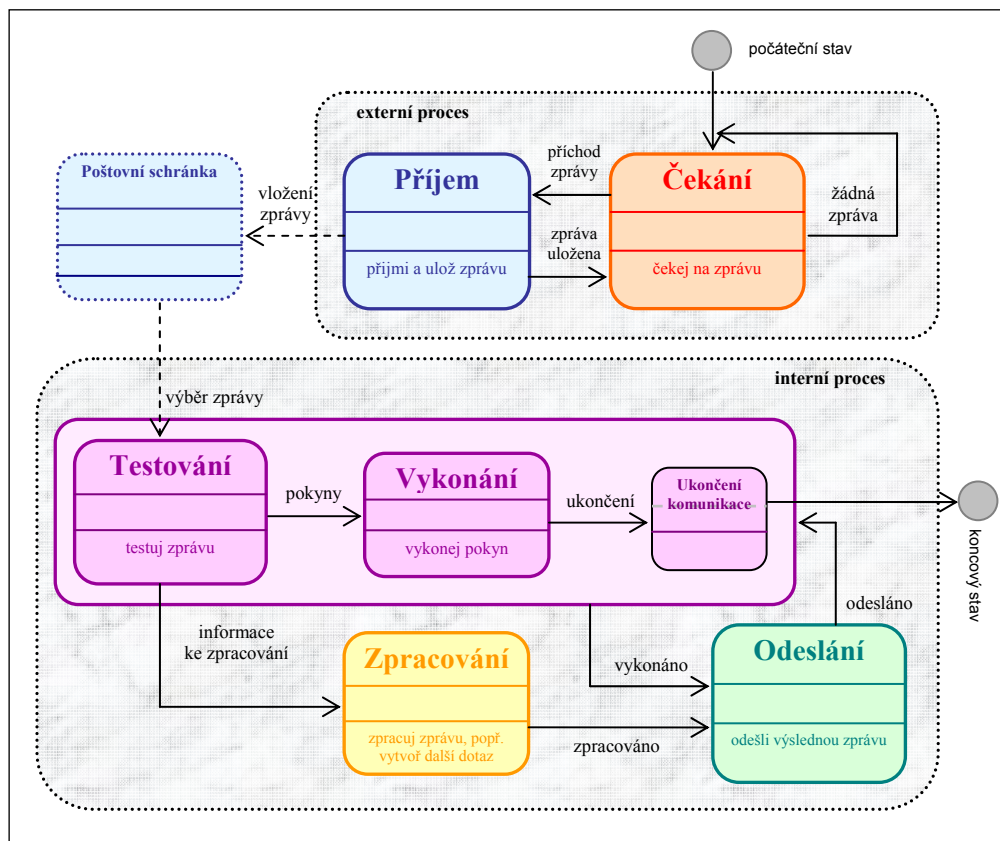 počáteční stav
externí proces
Poštovní schránka
vložení
zprávy
Příjem
přijmi a ulož zprávu
příchod
zprávy
zpráva
uložena
Čekání
čekej na zprávu
žádná
zpráva
interní proces
výběr zprávy
Testování
testuj zprávu
pokyny
Vykonání
vykonej pokyn
ukončení
Ukončení
komunikace
koncový stav
informace
ke zpracování
Zpracování
zpracuj zprávu, popř.
vytvoř další dotaz
vykonáno
zpracováno
odesláno
Odeslání
odešli výslednou zprávu